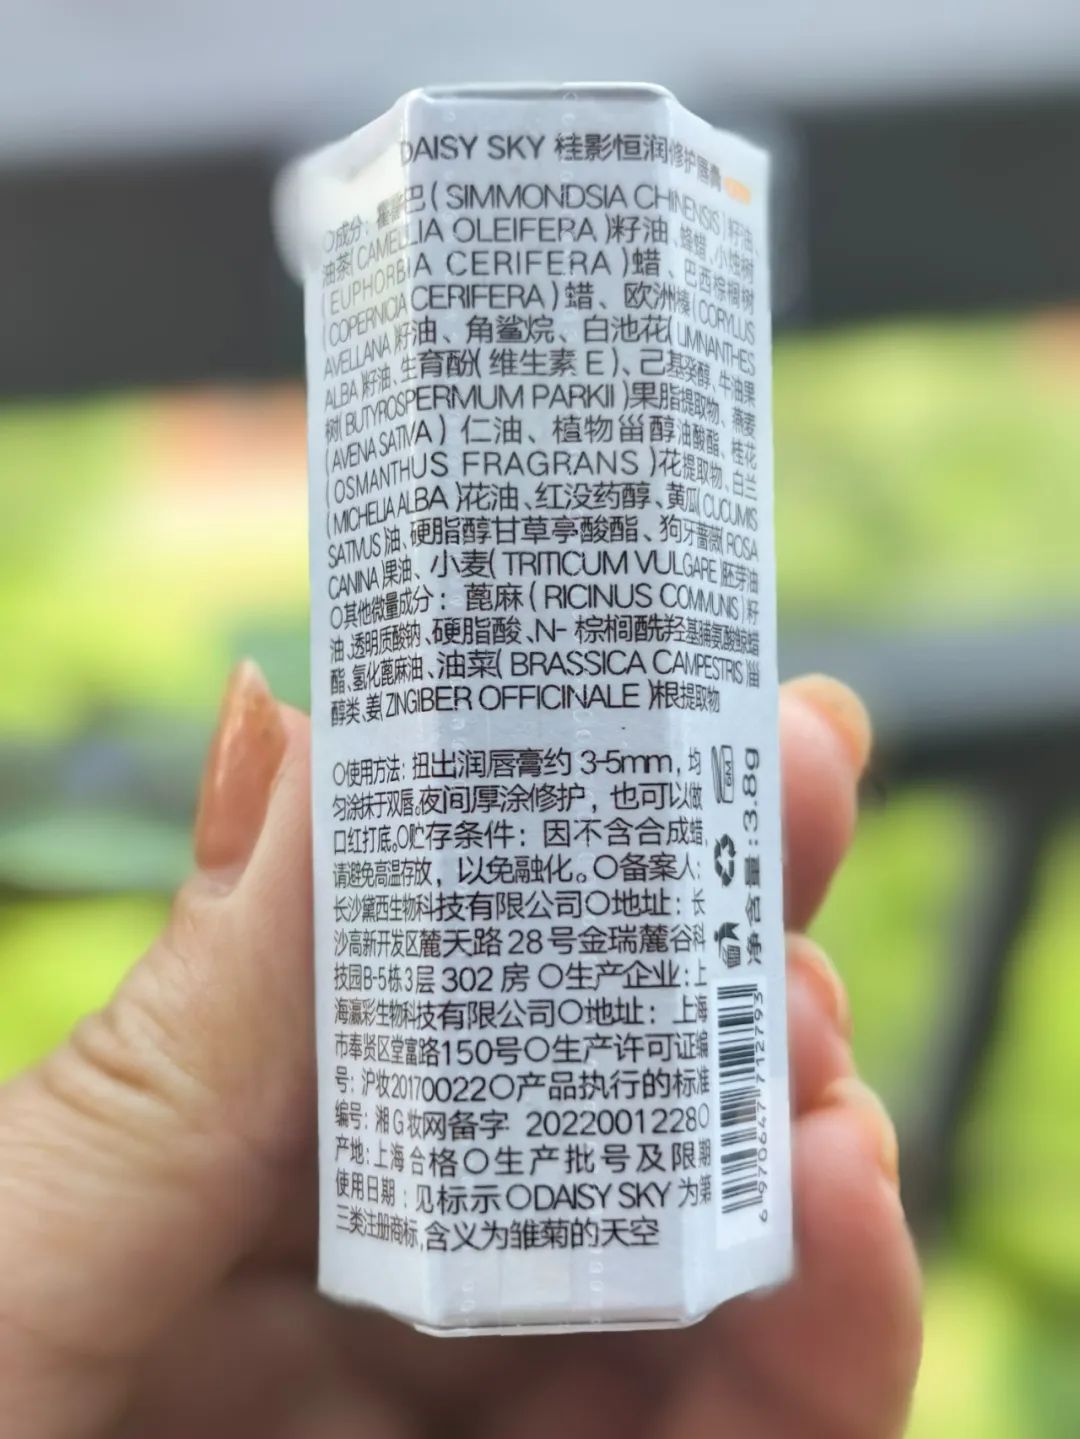 DAISY SKY 桂影恒润修护唇膏
○成分：霍霍巴（SIMMONDSIA CHINENSIS）籽油、
油茶（CAMELLIA OLEIFERA）籽油、蜂蜡、小烛树
（EUPHORBIA CERIFERA）蜡、巴西棕榈树
（COPERNICIA CERIFERA）蜡、欧洲榛（CORYLUS
AVELLANA）籽油、角鲨烷、白池花（LIMNANTHES
ALBA）籽油、生育酚（维生素E）、己基癸醇、牛油果
树（BUTYROSPERMUM PARKII）果脂提取物、燕麦
（AVENA SATIVA）仁油、植物甾醇油酸酯、桂花
（OSMANTHUS FRAGRANS）花提取物、白兰
（MICHELIA ALBA）花油、红没药醇、黄瓜（CUCUMIS
SATIVUS）油、硬脂醇甘草亭酸酯、狗牙蔷薇（ROSA
CANINA）果油、小麦（TRITICUM VULGARE）胚芽油
○其他微量成分：蓖麻（RICINUS COMMUNIS）籽
油、透明质酸钠、硬脂酸、N-棕榈酰羟基脯氨酸鲸蜡
酯、氢化蓖麻油、油菜（BRASSICA CAMPESTRIS）甾
醇类、姜（ZINGIBER OFFICINALE）根提取物
○使用方法：扭出润唇膏约 3-5mm，均
匀涂抹于双唇。夜间厚涂修护，也可以做
口红打底。○贮存条件：因不含合成蜡，
请避免高温存放，以免融化。○备案人：
长沙黛西生物科技有限公司○地址：长
沙高新开发区麓天路28号金瑞麓谷科
技园B-5栋3层 302 房 ○生产企业：上
海瀛彩生物科技有限公司○地址：上海
市奉贤区堂富路150号○生产许可证编
号：沪妆20170022○产品执行的标准
编号：湘G妆网备字 2022001228○
产地：上海合格○生产批号及限期
使用日期：见标示○DAISY SKY 为第
三类注册商标，含义为雏菊的天空
净含量：3.8g
6 970647 712793